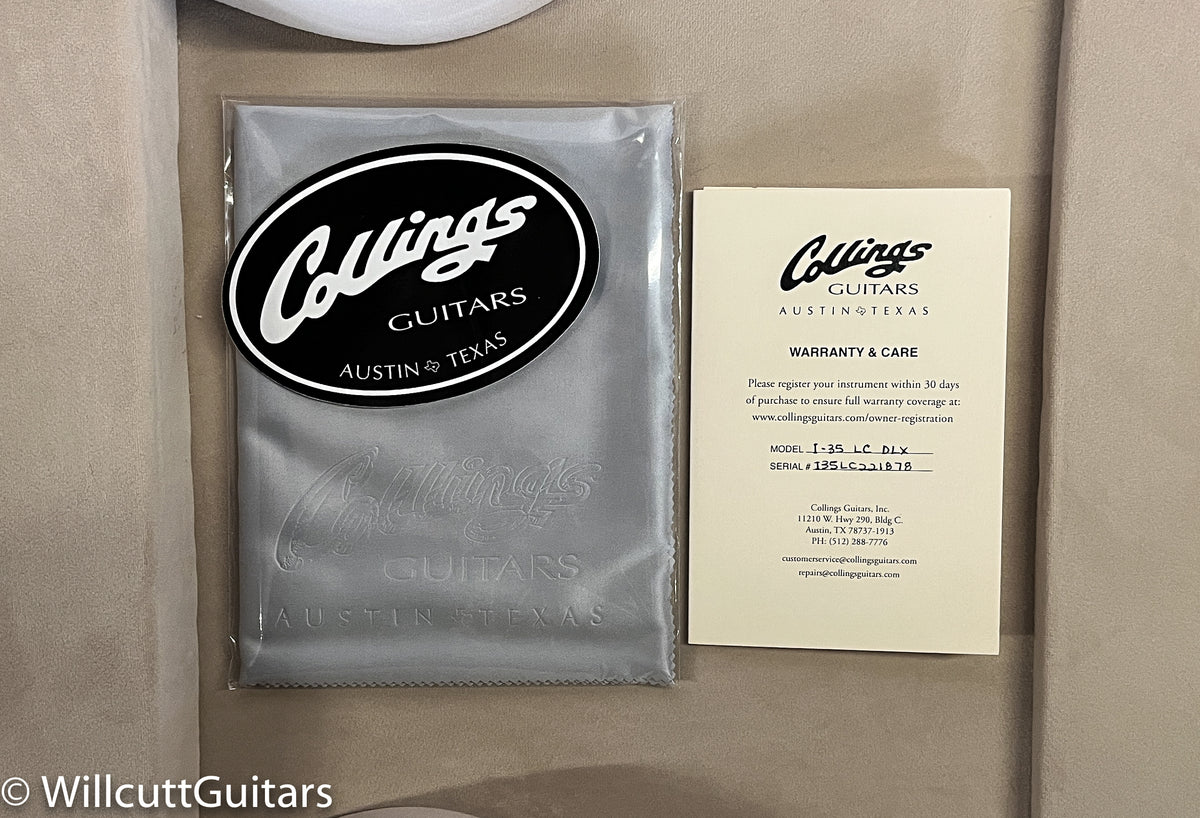 Collings
GUITARS
AUSTIN TEXAS
Collings
GUITARS
AUSTIN TEXAS
Collings
GUITARS
AUSTIN TEXAS
WARRANTY & CARE
Please register your instrument within 30 days
of purchase to ensure full warranty coverage at:
www.collingsguitars.com/owner-registration
MODEL I-35 LC DLX
SERIAL # I35LC221878
Collings Guitars, Inc.
11210 W. Hwy 290, Bldg C.
Austin, TX 78737-1913
PH: (512) 288-7776
customerservice@collingsguitars.com
repairs@collingsguitars.com
© WillcuttGuitars